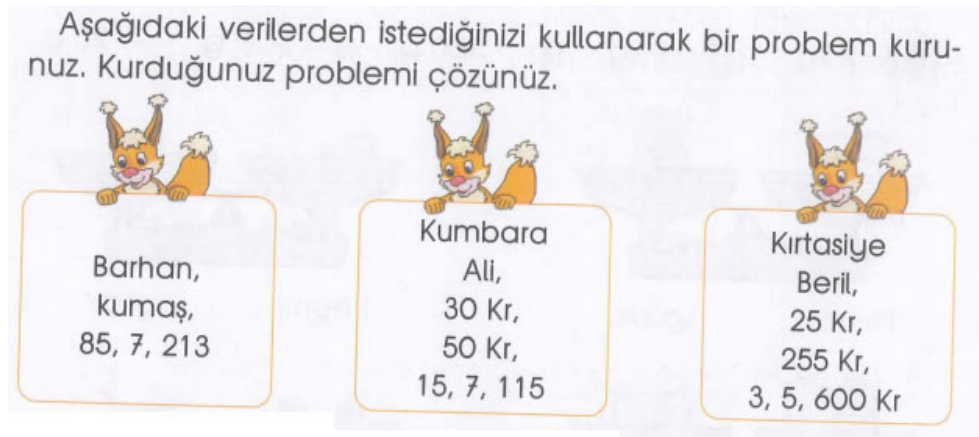 Aşağıdaki verilerden istediğinizi kullanarak bir problem kuru-
nuz. Kurduğunuz problemi çözünüz.
Barhan,
kumaş,
85, 7, 213
Kumbara
Ali,
30 Kr,
50 Kr,
15, 7, 115
Kırtasiye
Beril,
25 Kr,
255 Kr,
3, 5, 600 Kr